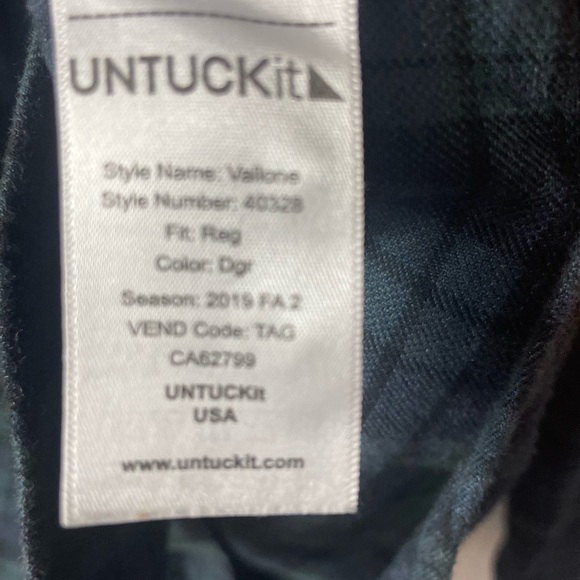 UNTUCKit
Style Name: Vallone
Style Number: 40328
Fit: Reg
Color: Dgr
Season: 2019 FA 2
VEND Code: TAG
CA62799
UNTUCKit
USA
www.untuckit.com